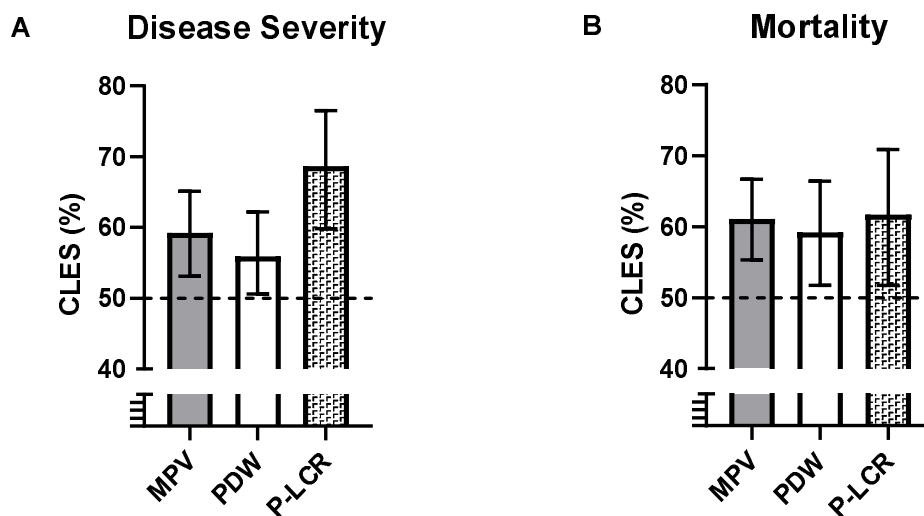 A
Disease Severity
CLES (%)
80
70
60
50
40
MPV
PDW
P-LCR
B
Mortality
CLES (%)
80
70
60
50
40
MPV
PDW
P-LCR